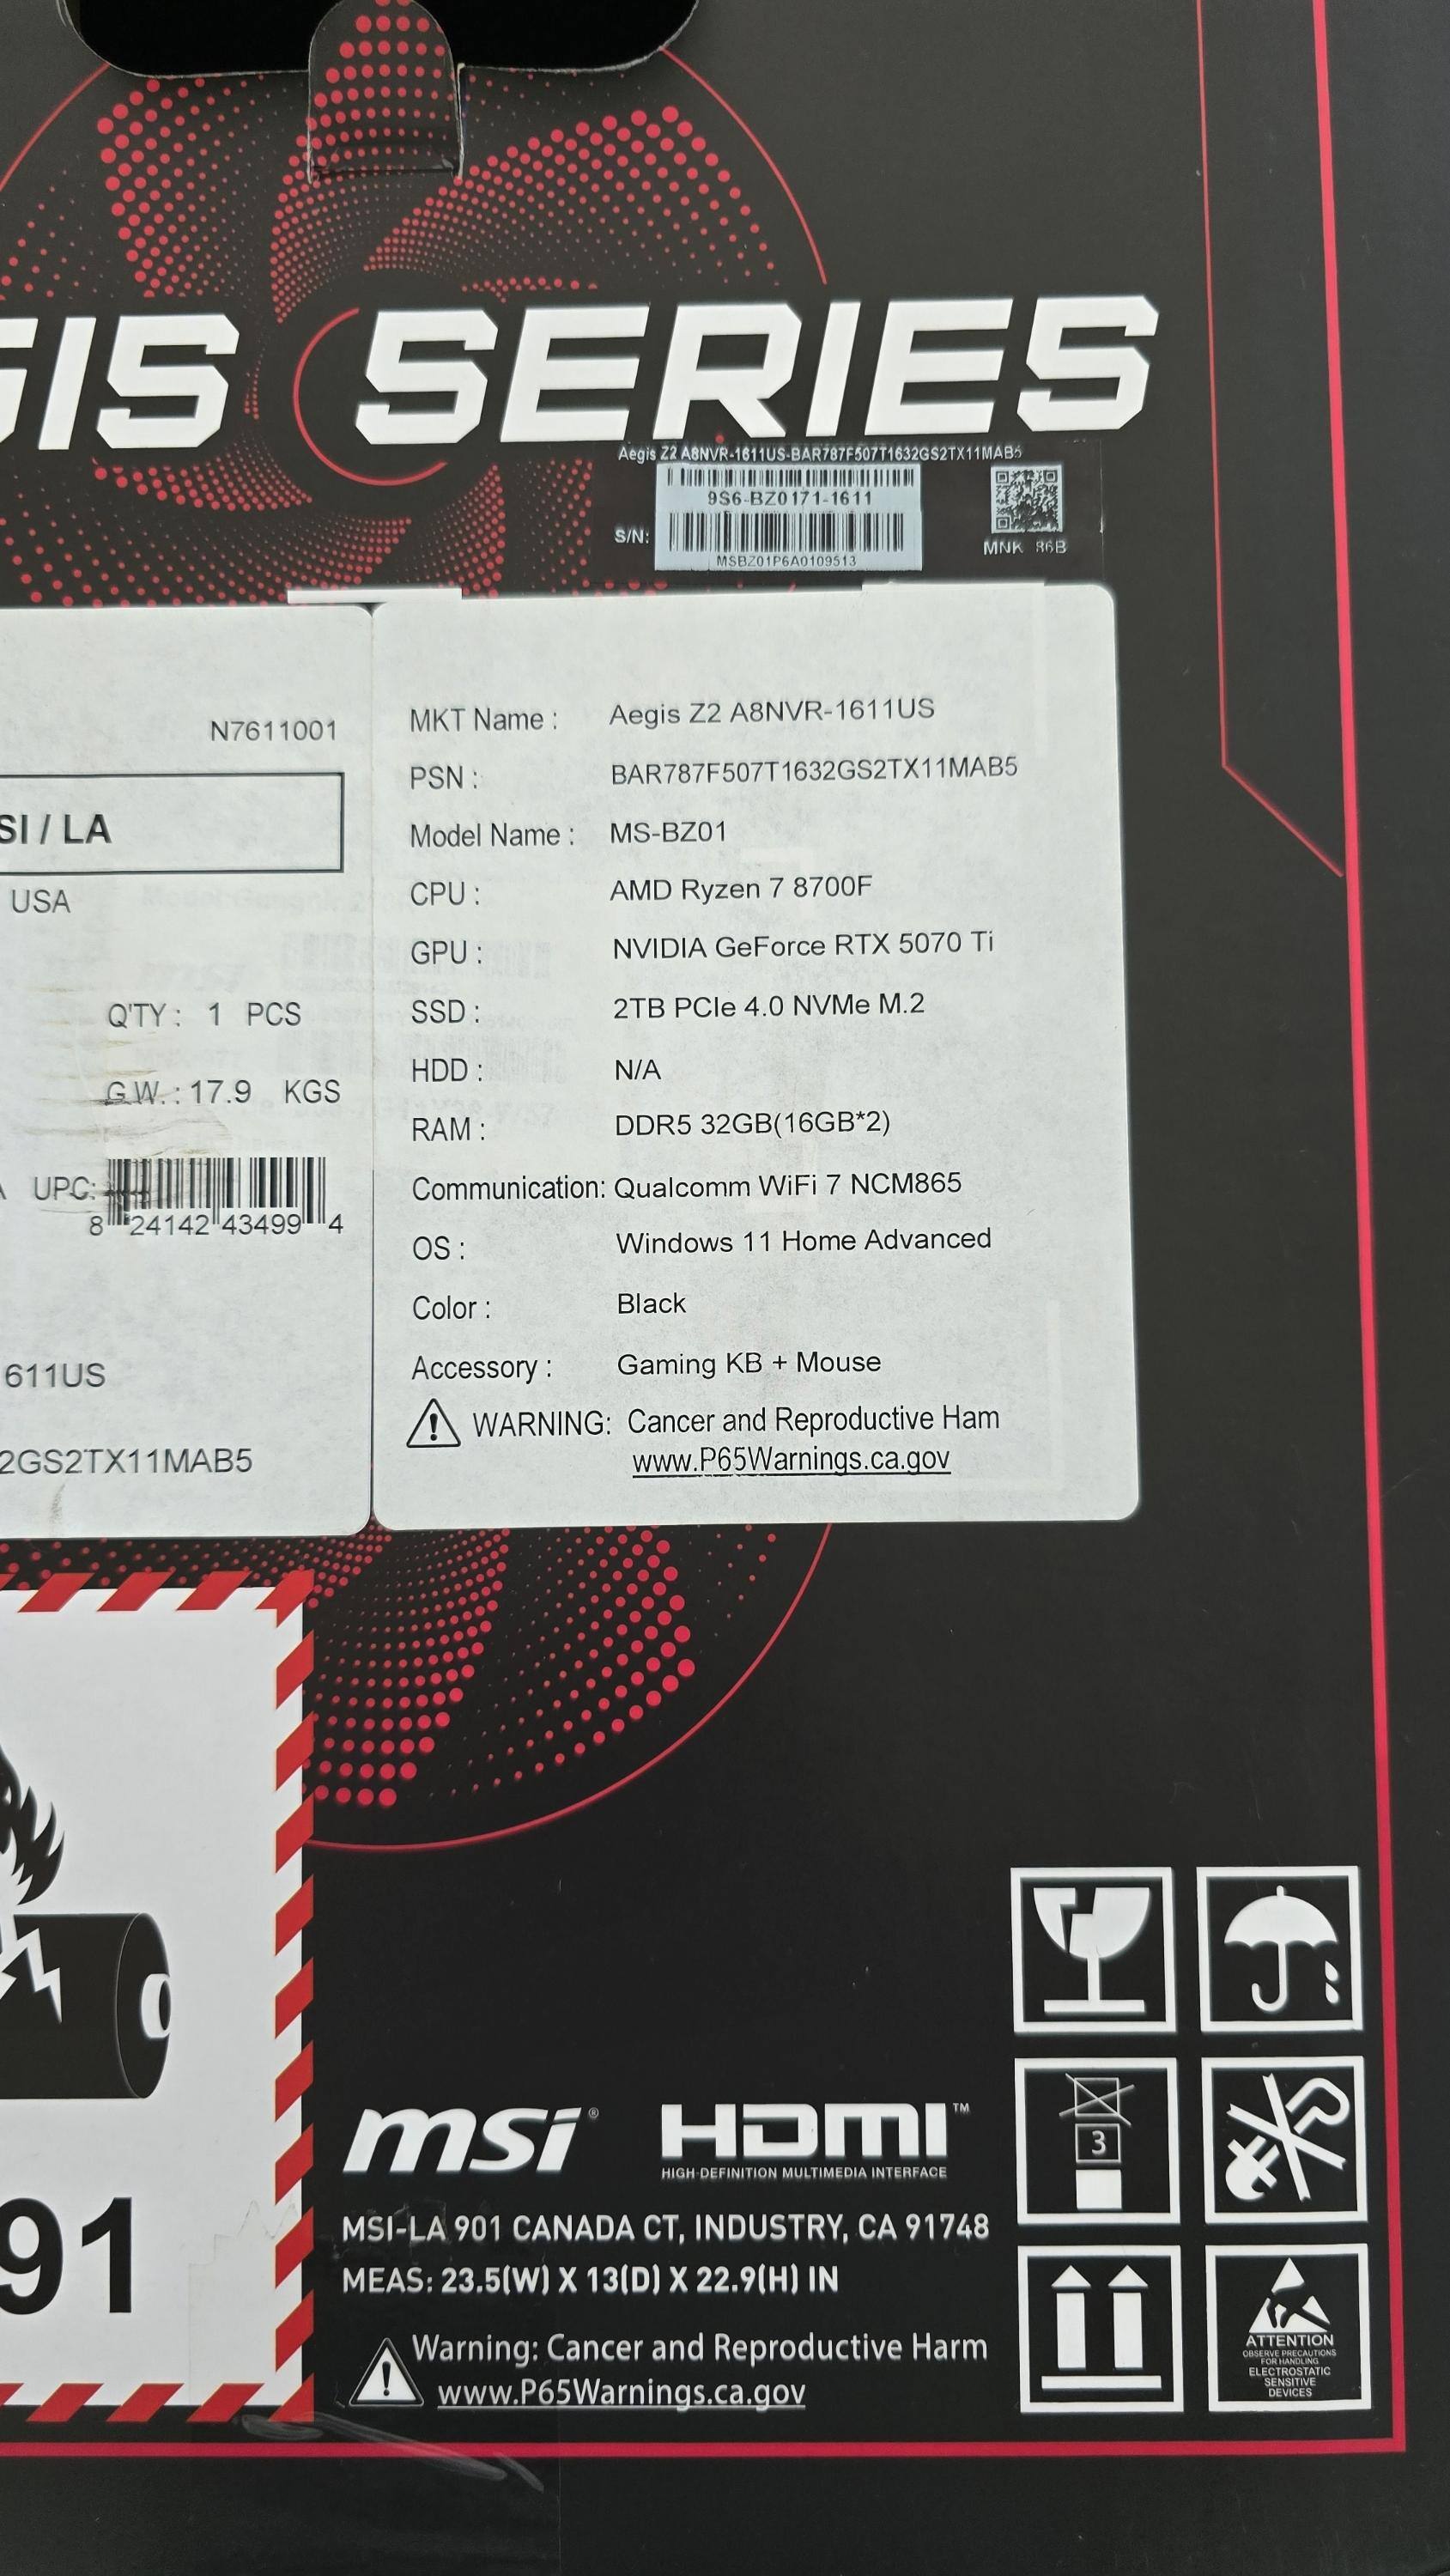 GIS SERIES
Aegis Z2 A8NVR-1611US-BAR787F507T1632GS2TX11MAB5
9S6-BZ0171-1611
S/N:
MSBZ01P6A0109513
MNK 86B
N7611001
SI / LA
USA
Q'TY : 1 PCS
G.W. : 17.9 KGS
UPC:
8 24142 43499 4
611US
2GS2TX11MAB5
MKT Name : Aegis Z2 A8NVR-1611US
PSN : BAR787F507T1632GS2TX11MAB5
Model Name : MS-BZ01
CPU : AMD Ryzen 7 8700F
GPU : NVIDIA GeForce RTX 5070 Ti
SSD : 2TB PCIe 4.0 NVMe M.2
HDD : N/A
RAM : DDR5 32GB(16GB*2)
Communication: Qualcomm WiFi 7 NCM865
OS : Windows 11 Home Advanced
Color : Black
Accessory : Gaming KB + Mouse
WARNING: Cancer and Reproductive Ham
www.P65Warnings.ca.gov
91
msi® HDMI™
HIGH-DEFINITION MULTIMEDIA INTERFACE
MSI-LA 901 CANADA CT, INDUSTRY, CA 91748
MEAS: 23.5(W) X 13(D) X 22.9(H) IN
Warning: Cancer and Reproductive Harm
www.P65Warnings.ca.gov
3
ATTENTION
OBSERVE PRECAUTIONS
FOR HANDLING
ELECTROSTATIC
SENSITIVE
DEVICES